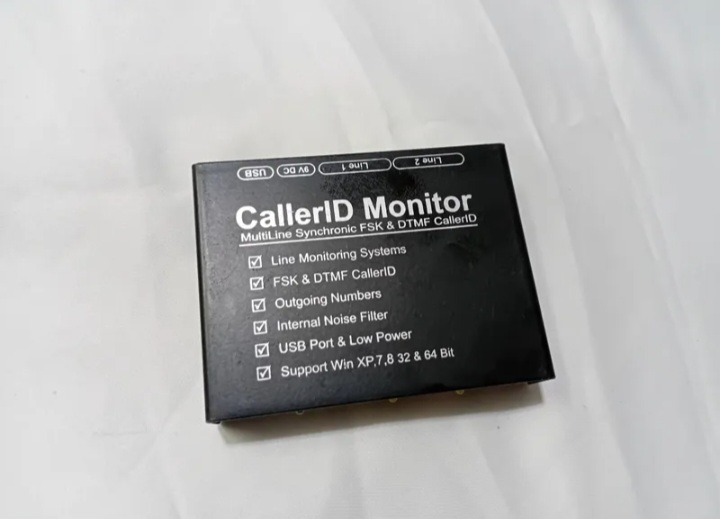 USB 9V DC Line 1 Line 2
CallerID Monitor
MultiLine Synchronic FSK & DTMF CallerID
Line Monitoring Systems
FSK & DTMF CallerID
Outgoing Numbers
Internal Noise Filter
USB Port & Low Power
Support Win XP,7,8 32 & 64 Bit